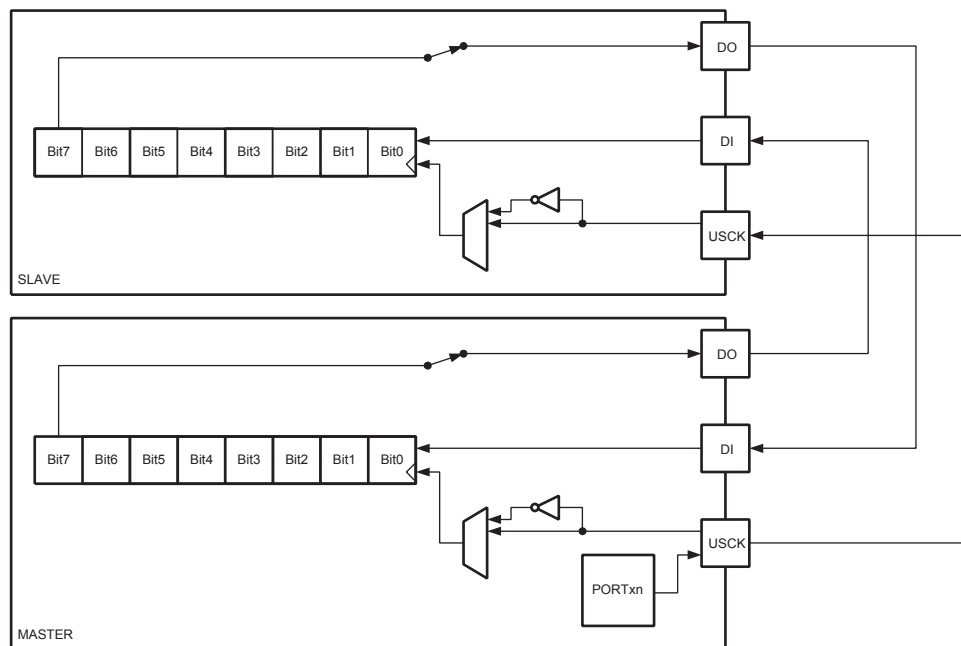 DO
Bit7 Bit6 Bit5 Bit4 Bit3 Bit2 Bit1 Bit0
DI
USCK
SLAVE
DO
Bit7 Bit6 Bit5 Bit4 Bit3 Bit2 Bit1 Bit0
DI
USCK
PORTxn
MASTER